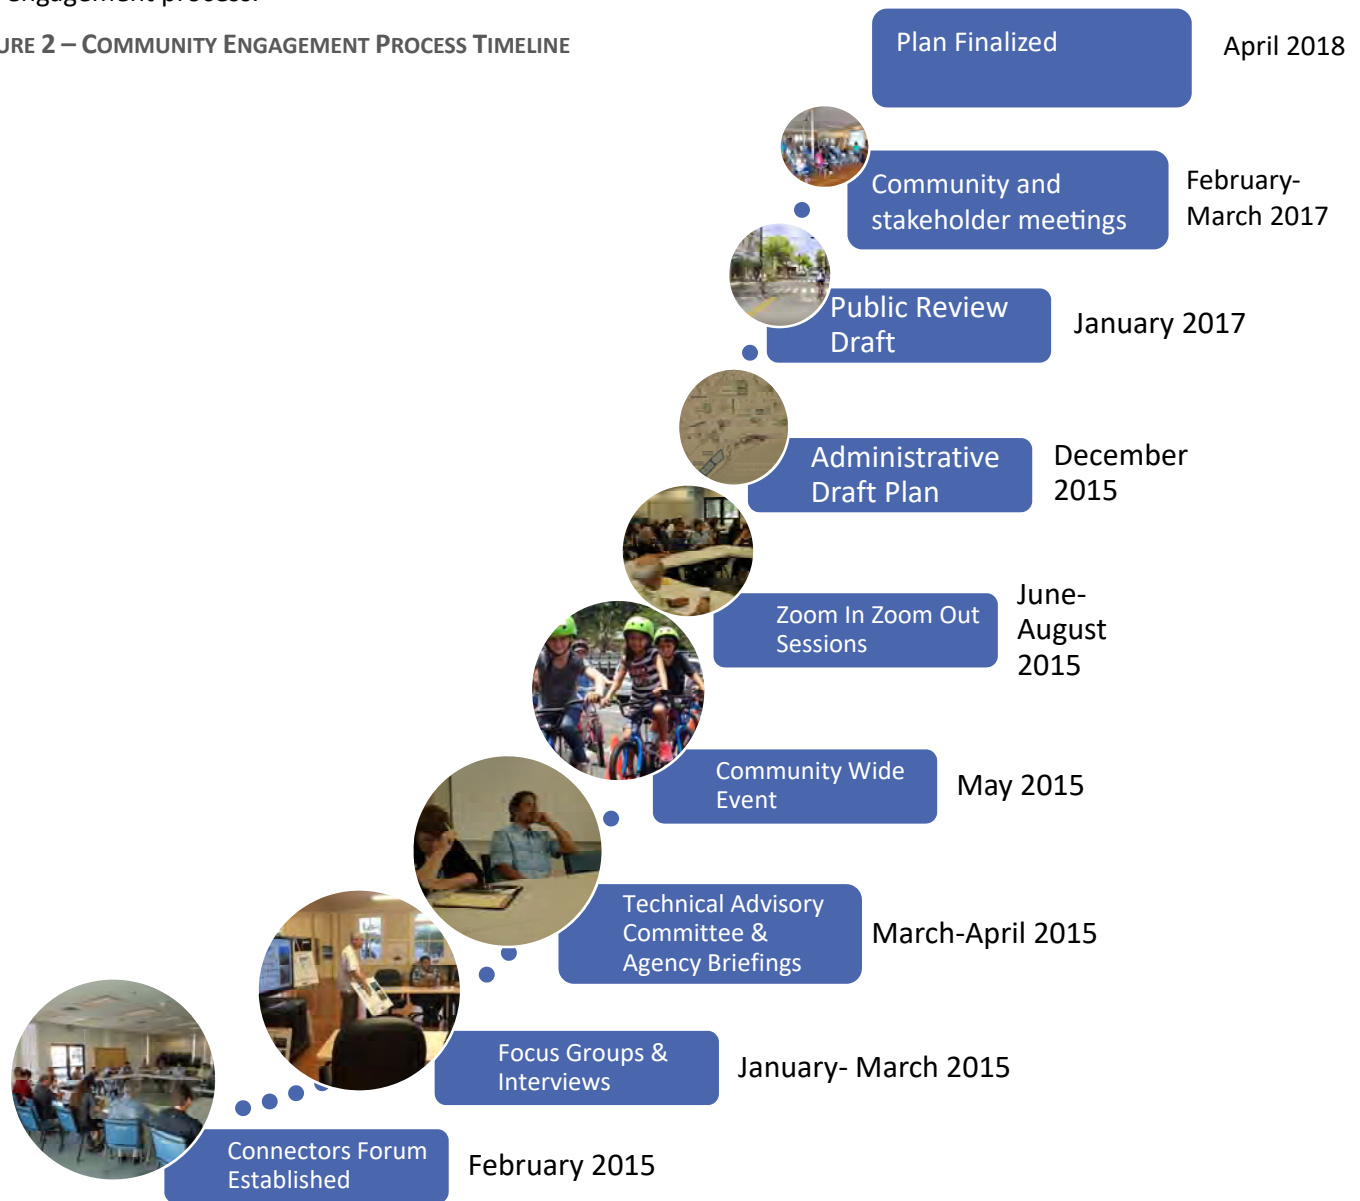 engagement process.
URE 2 – COMMUNITY ENGAGEMENT PROCESS TIMELINE
Plan Finalized
April 2018
Community and
stakeholder meetings
February-
March 2017
Public Review
Draft
January 2017
Administrative
Draft Plan
December
2015
Zoom In Zoom Out
Sessions
June-
August
2015
Community Wide
Event
May 2015
Technical Advisory
Committee &
Agency Briefings
March-April 2015
Focus Groups &
Interviews
January- March 2015
Connectors Forum
Established
February 2015